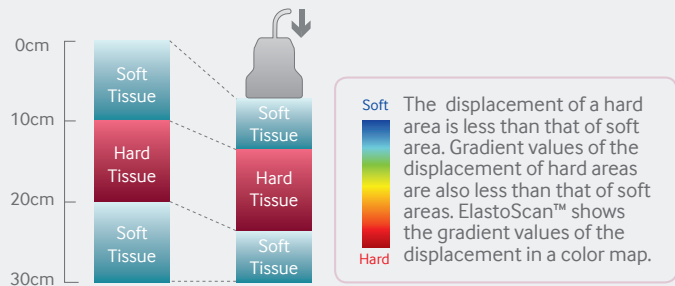 0cm
10cm
20cm
30cm
Soft
Tissue
Hard
Tissue
Soft
Tissue
Soft
Tissue
Hard
Tissue
Soft
Tissue
Soft
Hard
The displacement of a hard
area is less than that of soft
area. Gradient values of the
displacement of hard areas
are also less than that of soft
areas. ElastoScan™ shows
the gradient values of the
displacement in a color map.